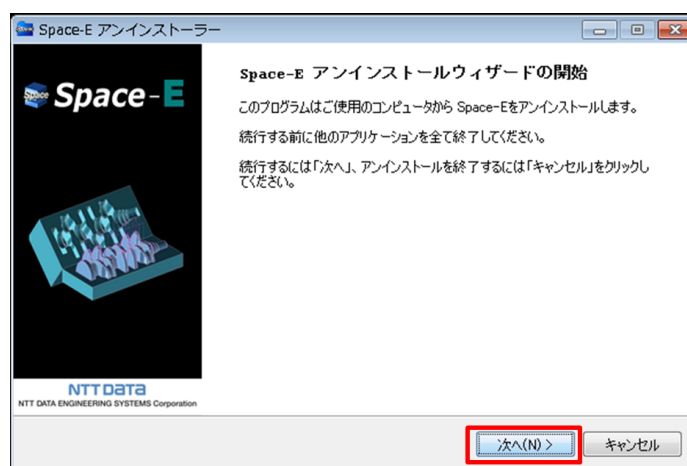 Space-E アンインストーラー
Space-E
Space-E アンインストールウィザードの開始
このプログラムはご使用のコンピュータから Space-Eをアンインストールします。
続行する前に他のアプリケーションを全て終了してください。
続行するには「次へ」、アンインストールを終了するには「キャンセル」をクリックし
てください。
NTT DATA
NTT DATA ENGINEERING SYSTEMS Corporation
次へ(N) >
キャンセル